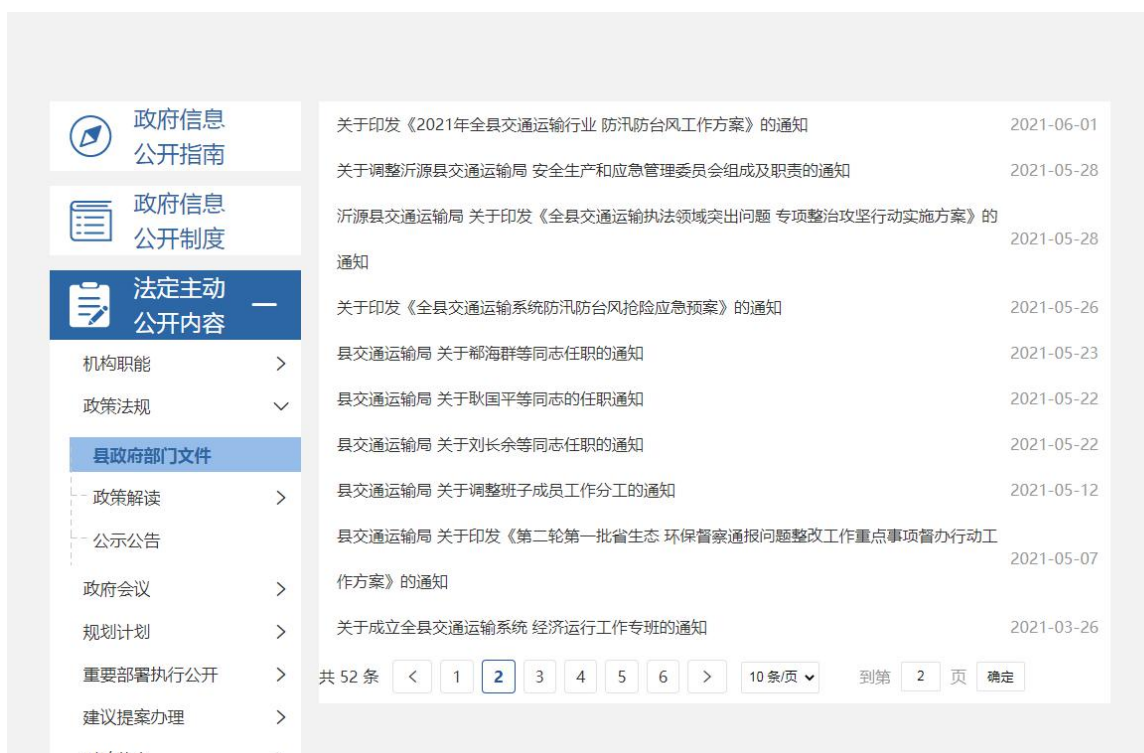 政府信息
公开指南
政府信息
公开制度
法定主动
公开内容
机构职能
政策法规
县政府部门文件
政策解读
公示公告
政府会议
规划计划
重要部署执行公开
建议提案办理
关于印发《2021年全县交通运输行业 防汛防台风工作方案》的通知 2021-06-01
关于调整沂源县交通运输局 安全生产和应急管理委员会组成及职责的通知 2021-05-28
沂源县交通运输局 关于印发《全县交通运输执法领域突出问题 专项整治攻坚行动实施方案》的
通知 2021-05-28
关于印发《全县交通运输系统防汛防台风抢险应急预案》的通知 2021-05-26
县交通运输局 关于郗海群等同志任职的通知 2021-05-23
县交通运输局 关于耿国平等同志的任职通知 2021-05-22
县交通运输局 关于刘长余等同志任职的通知 2021-05-22
县交通运输局 关于调整班子成员工作分工的通知 2021-05-12
县交通运输局 关于印发《第二轮第一批省生态 环保督察通报问题整改工作重点事项督办行动工
作方案》的通知 2021-05-07
关于成立全县交通运输系统 经济运行工作专班的通知 2021-03-26
共 52 条 < 1 2 3 4 5 6 > 10 条/页 到第 2 页 确定